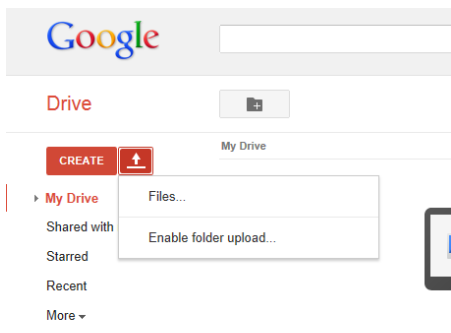 Google
Drive
My Drive
CREATE
My Drive
Files...
Shared with
Enable folder upload...
Starred
Recent
More